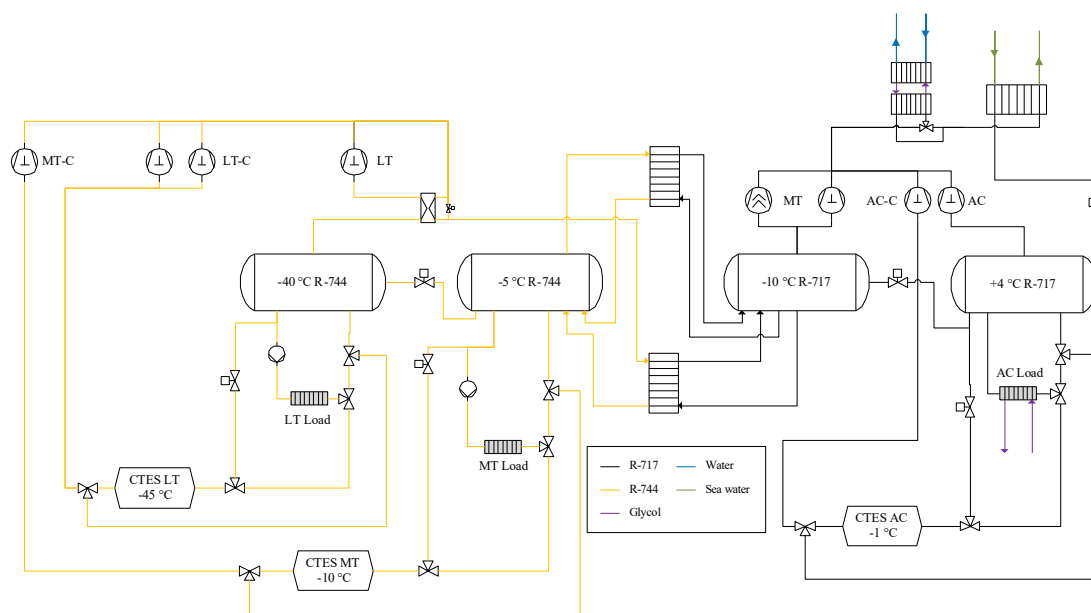 MT-C
LT-C
LT
MT
AC-C
AC
-40 °C R-744
-5 °C R-744
-10 °C R-717
+4 °C R-717
LT Load
MT Load
AC Load
CTES LT
-45 °C
CTES MT
-10 °C
CTES AC
-1 °C
R-717
Water
R-744
Sea water
Glycol